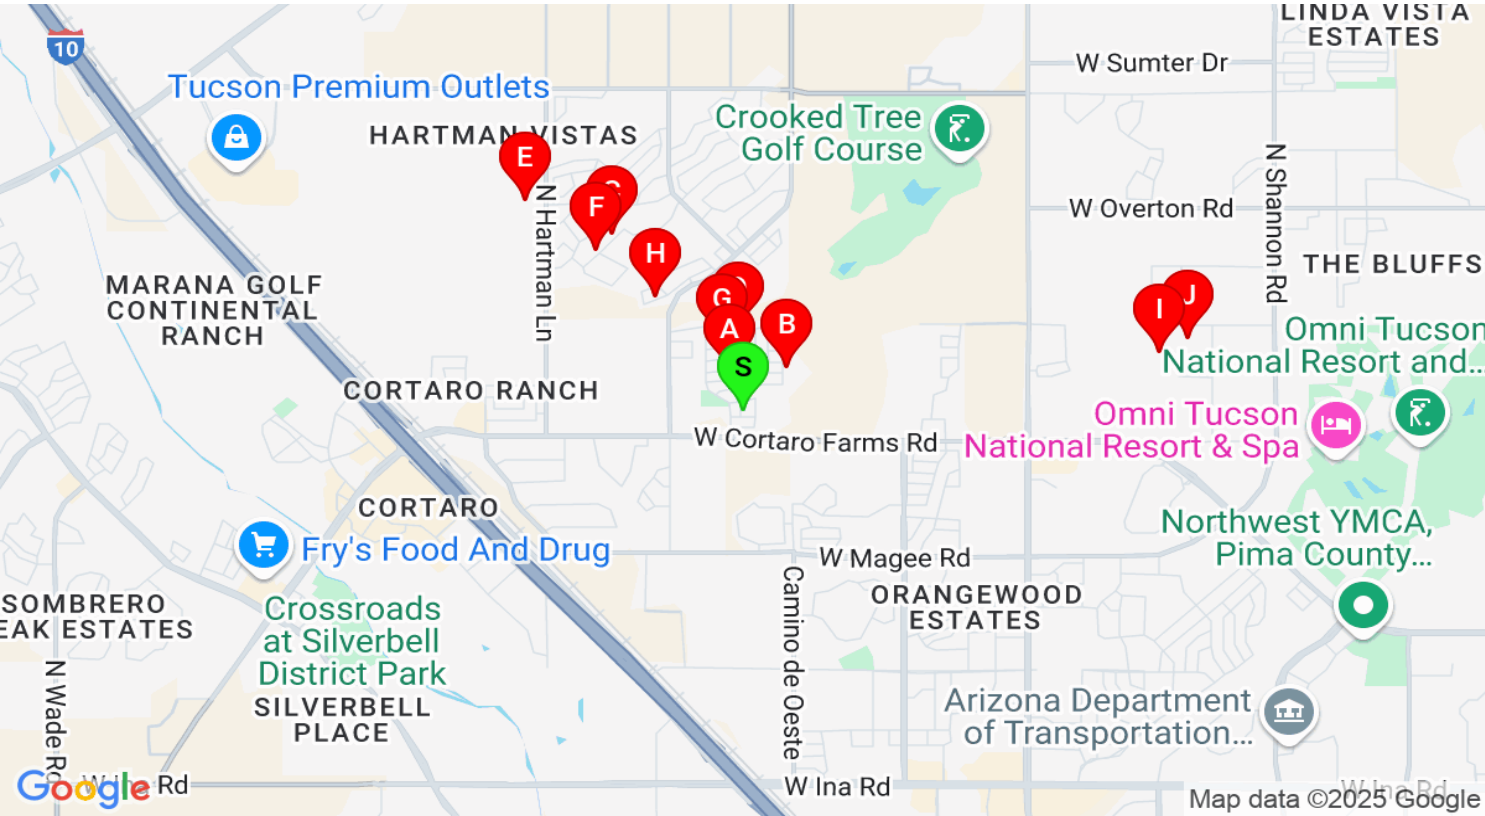 LINDA VISTA
ESTATES
10
W Sumter Dr
Tucson Premium Outlets
Crooked Tree
Golf Course
HARTMAN VISTAS
E
N Shannon Rd
F
N Hartman Ln
W Overton Rd
H
THE BLUFFS
MARANA GOLF
CONTINENTAL
RANCH
G
A
B
I
J
Omni Tucson
National Resort and...
S
CORTARO RANCH
Omni Tucson
National Resort & Spa
W Cortaro Farms Rd
CORTARO
Fry's Food And Drug
Northwest YMCA,
Pima County...
W Magee Rd
Camino de Oeste
ORANGEWOOD
ESTATES
SOMBRERO
EAK ESTATES
Crossroads
at Silverbell
District Park
N Wade Rd
SILVERBELL
PLACE
Arizona Department
of Transportation...
Google
W Ina Rd
W Ina Rd
W Ina Rd
Map data ©2025 Google